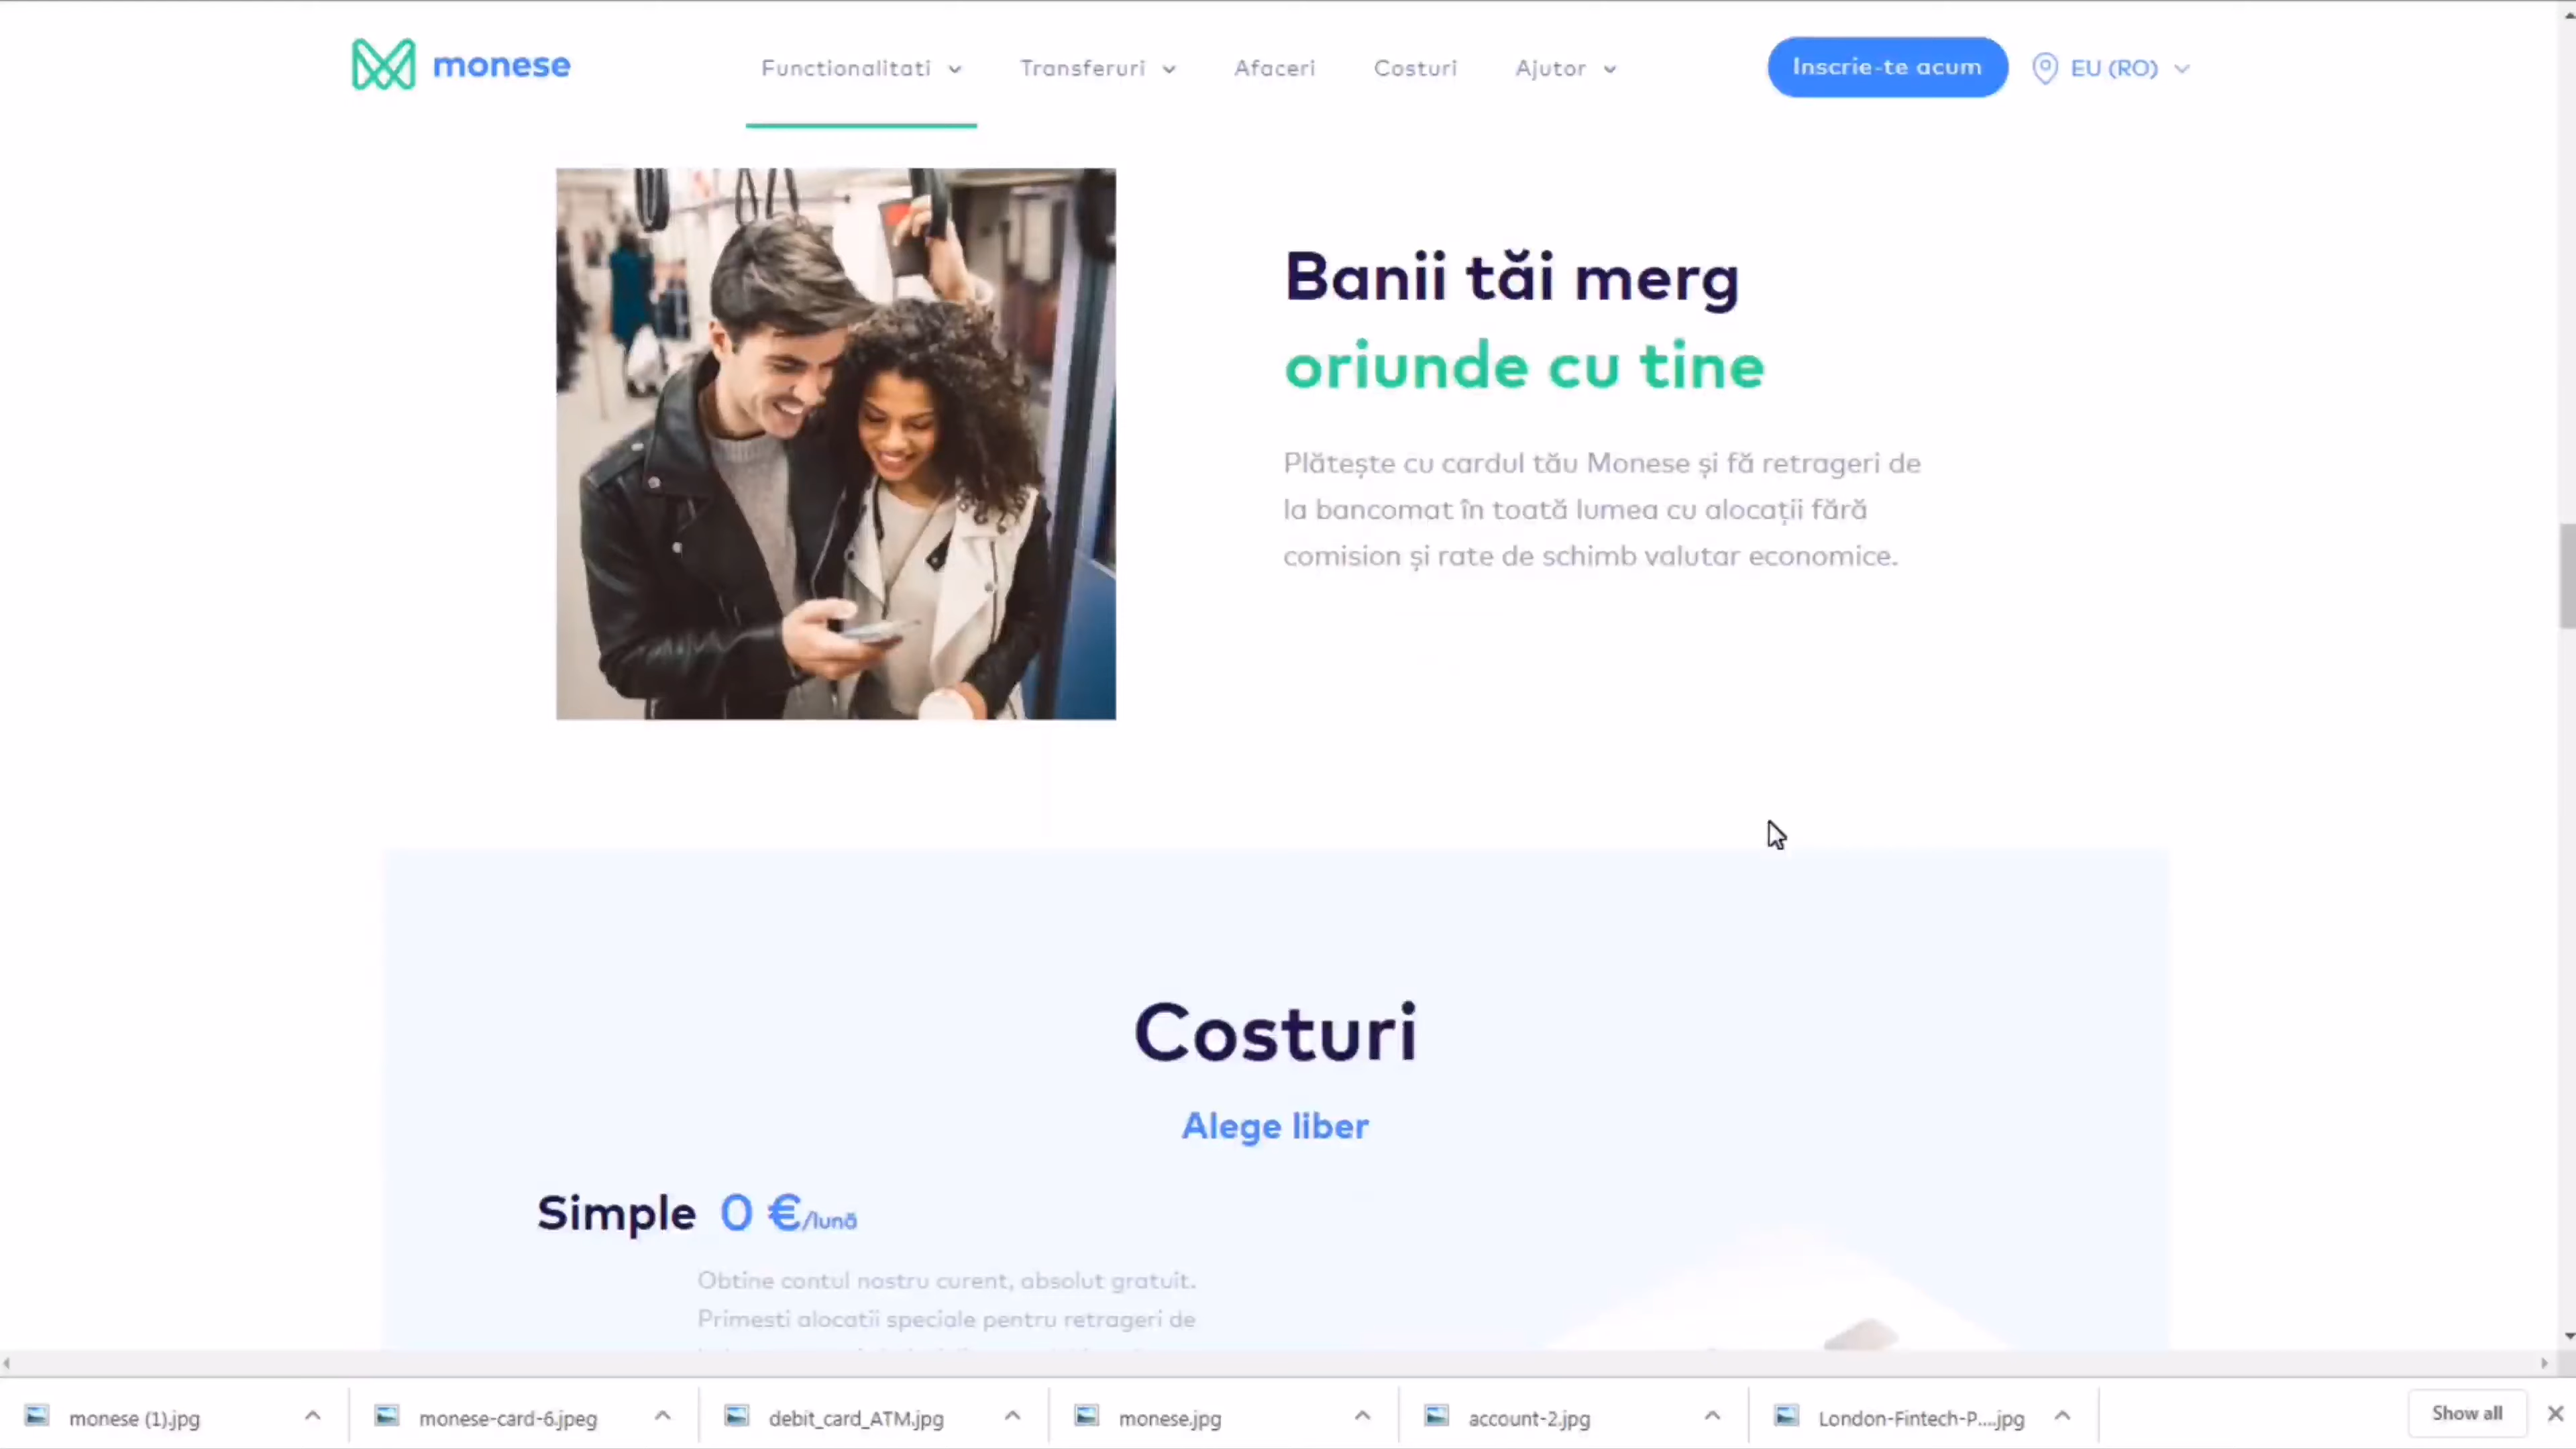 monese
Functionalitati
Transferuri
Afaceri
Costuri
Ajutor
Inscrie-te acum
EU (RO)
Banii tăi merg
oriunde cu tine
Plătește cu cardul tău Monese și fă retrageri de
la bancomat în toată lumea cu alocații fără
comision și rate de schimb valutar economice.
Costuri
Alege liber
Simple 0 €/lună
Obtine contul nostru curent, absolut gratuit.
Primesti alocatii speciale pentru retrageri de
monese (1).jpg
monese-card-6.jpeg
debit_card_ATM.jpg
monese.jpg
account-2.jpg
London-Fintech-P....jpg
Show all